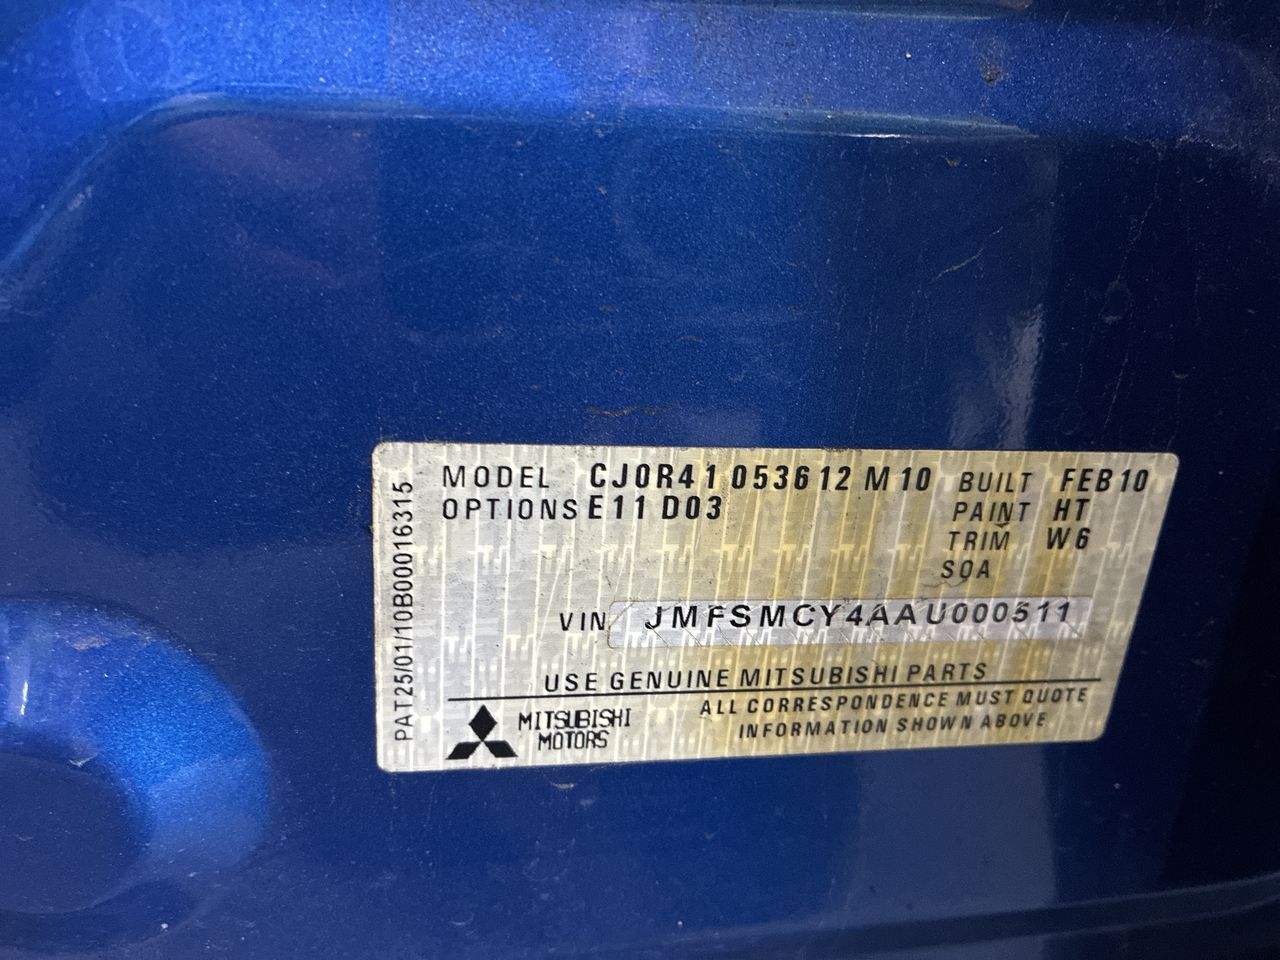 MODEL CJ0R41 053612 M10 BUILT FEB10
OPTIONS E11 D03 PAINT HT
TRIM W6
SOA
VIN JMFSMCY4AAU000511
USE GENUINE MITSUBISHI PARTS
MITSUBISHI MOTORS
ALL CORRESPONDENCE MUST QUOTE
INFORMATION SHOWN ABOVE
PAT25/01/10B00016315